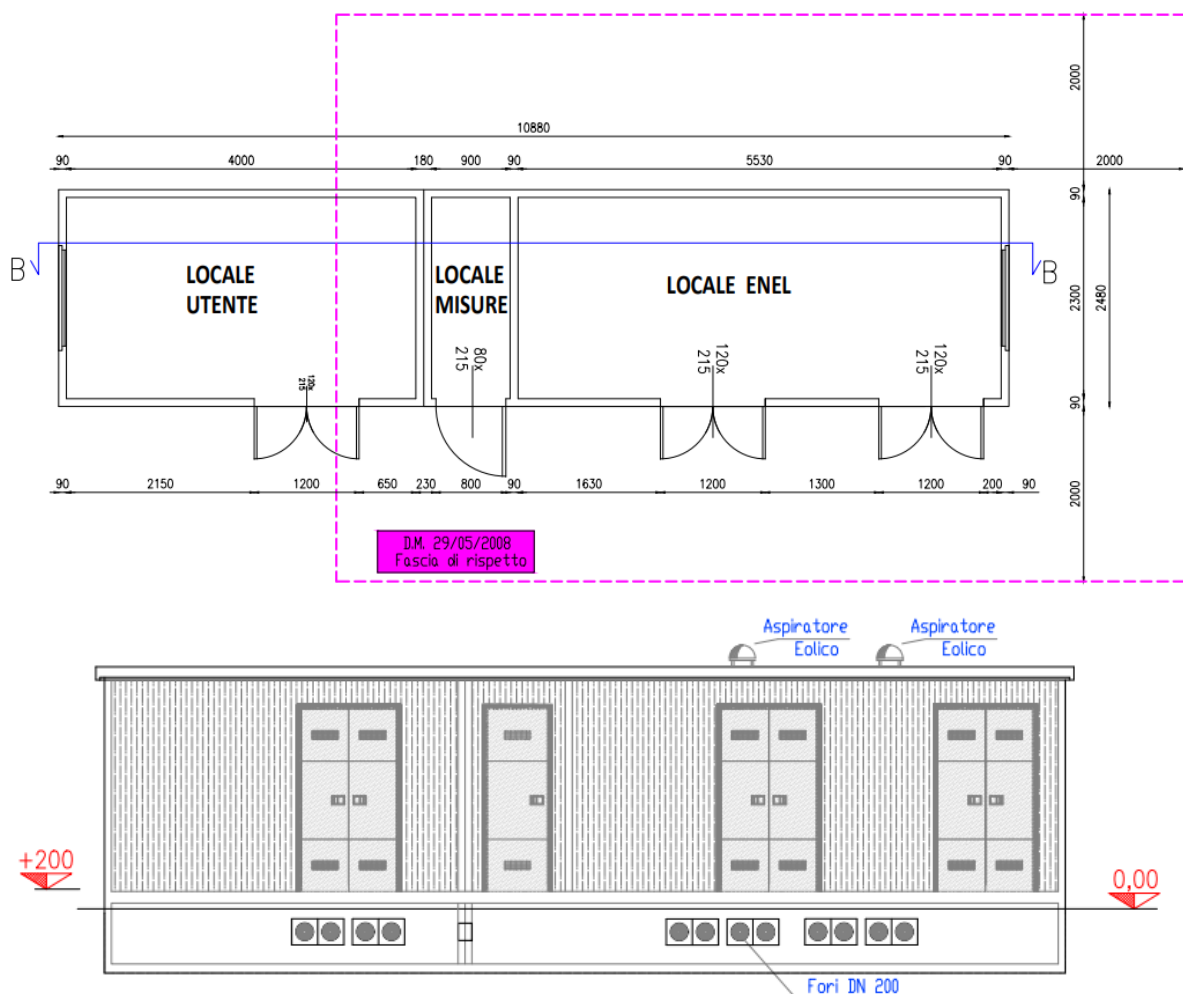 2000
10880
90 4000 180 900 90 5530 90 2000
90
B
LOCALE
UTENTE
LOCALE
MISURE
LOCALE ENEL
B
2300
2480
120x
215
80x
215
120x
215
120x
215
90
90 2150 1200 650 230 800 90 1630 1200 1300 1200 200 90
2000
D.M. 29/05/2008
Fascia di rispetto
Aspiratore
Eolico
Aspiratore
Eolico
+200
0,00
Fori DN 200